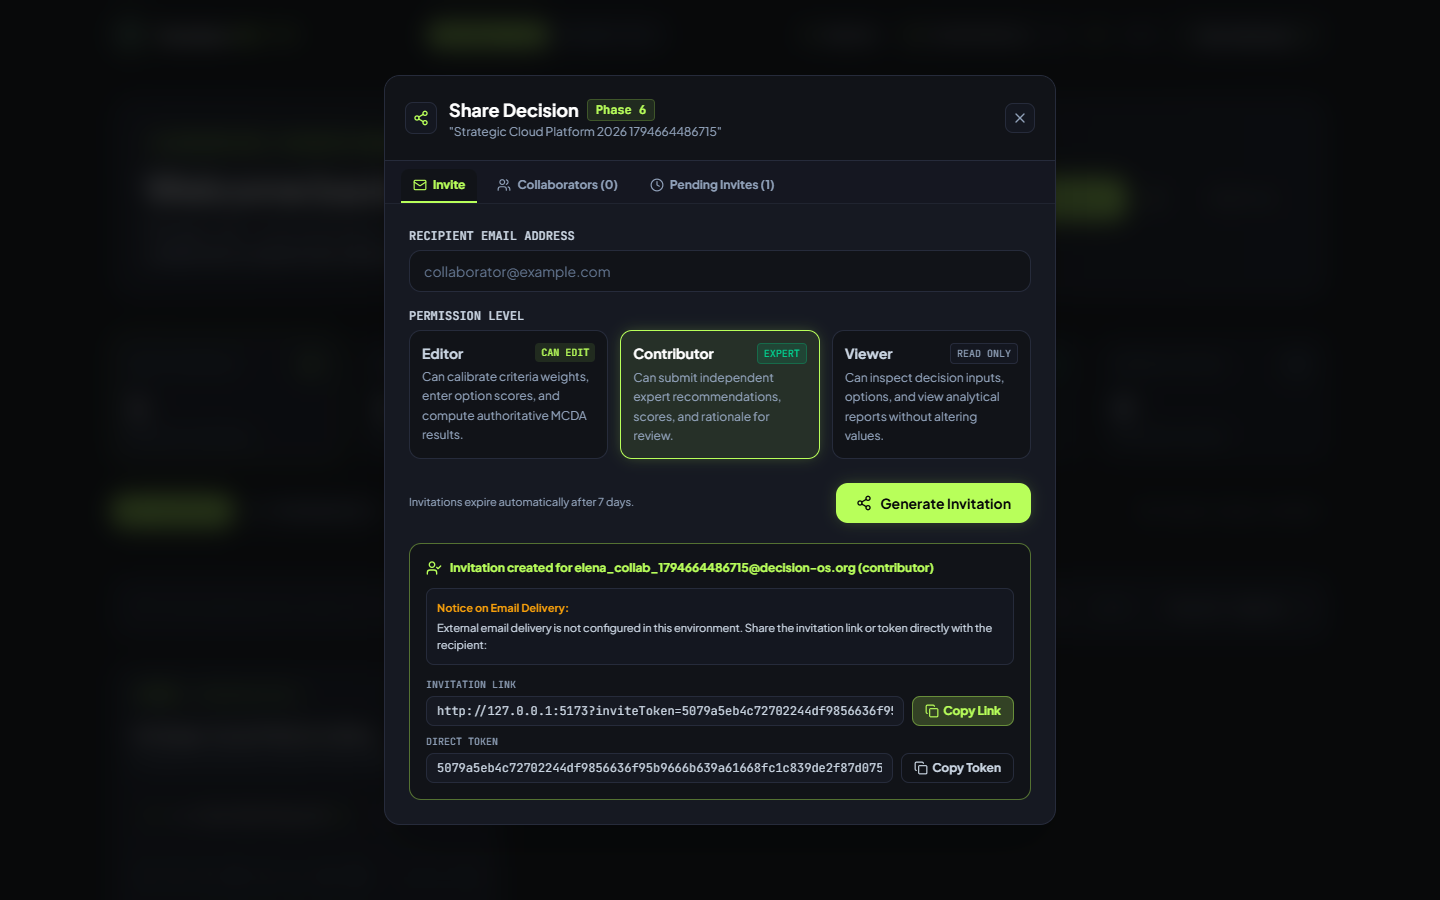 Share Decision Phase 6
"Strategic Cloud Platform 2026 1794664486715"
Invite Collaborators (0) Pending Invites (1)
RECIPIENT EMAIL ADDRESS
collaborator@example.com
PERMISSION LEVEL
Editor CAN EDIT
Can calibrate criteria weights,
enter option scores, and
compute authoritative MCDA
results.
Contributor EXPERT
Can submit independent
expert recommendations,
scores, and rationale for
review.
Viewer READ ONLY
Can inspect decision inputs,
options, and view analytical
reports without altering
values.
Invitations expire automatically after 7 days.
Generate Invitation
Invitation created for elena_collab_1794664486715@decision-os.org (contributor)
Notice on Email Delivery:
External email delivery is not configured in this environment. Share the invitation link or token directly with the
recipient:
INVITATION LINK
http://127.0.0.1:5173?inviteToken=5079a5eb4c72702244df9856636f95 Copy Link
DIRECT TOKEN
5079a5eb4c72702244df9856636f95b9666b639a61668fc1c839de2f87d075 Copy Token